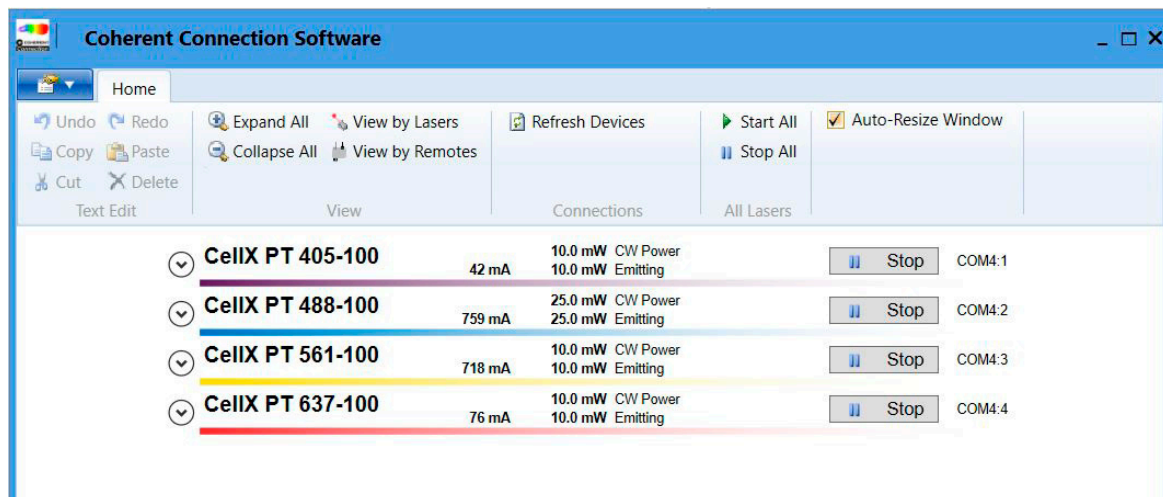 Coherent Connection Software
Home
Undo Redo Expand All View by Lasers Refresh Devices Start All Auto-Resize Window
Copy Paste Collapse All View by Remotes Stop All
Cut Delete
Text Edit View Connections All Lasers
CellX PT 405-100 42 mA 10.0 mW CW Power
10.0 mW Emitting
Stop COM4:1
CellX PT 488-100 759 mA 25.0 mW CW Power
25.0 mW Emitting
Stop COM4:2
CellX PT 561-100 718 mA 10.0 mW CW Power
10.0 mW Emitting
Stop COM4:3
CellX PT 637-100 76 mA 10.0 mW CW Power
10.0 mW Emitting
Stop COM4:4